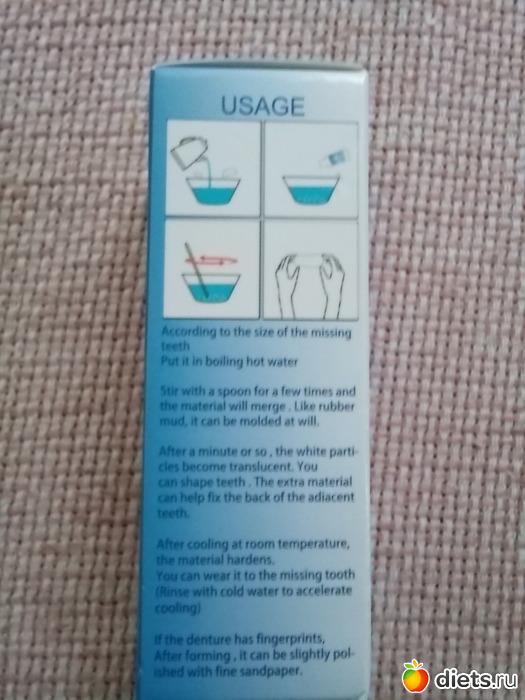 USAGE
According to the size of the missing
teeth
Put it in boiling hot water
Stir with a spoon for a few times and
the material will merge . Like rubber
mud, it can be molded at will.
After a minute or so , the white parti-
cles become translucent. You
can shape teeth . The extra material
can help fix the back of the adiacent
teeth.
After cooling at room temperature,
the material hardens.
You can wear it to the missing tooth
(Rinse with cold water to accelerate
cooling)
If the denture has fingerprints,
After forming , it can be slightly pol-
ished with fine sandpaper.
diets.ru